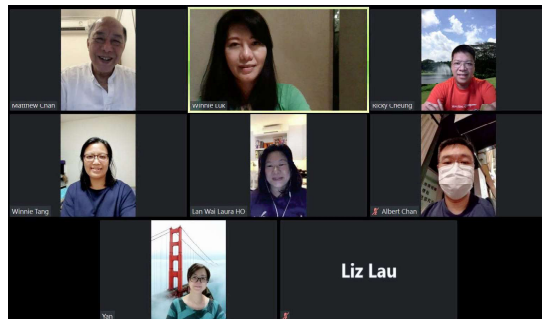 Matthew Chan
Winnie Luk
Ricky Cheung
Winnie Tang
Lan Wai Laura HO
Albert Chan
Yan
Liz Lau